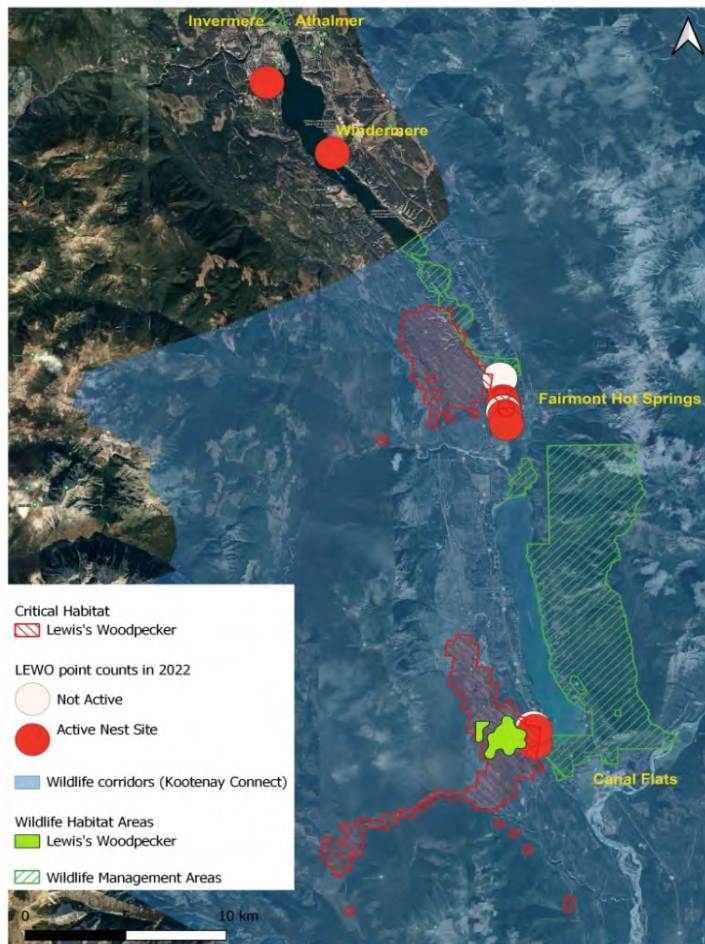 Invermere Athalmer
Windermere
Fairmont Hot Springs
Canal Flats
Critical Habitat
Lewis's Woodpecker
LEWO point counts in 2022
Not Active
Active Nest Site
Wildlife corridors (Kootenay Connect)
Wildlife Habitat Areas
Lewis's Woodpecker
Wildlife Management Areas
0 5 10 km